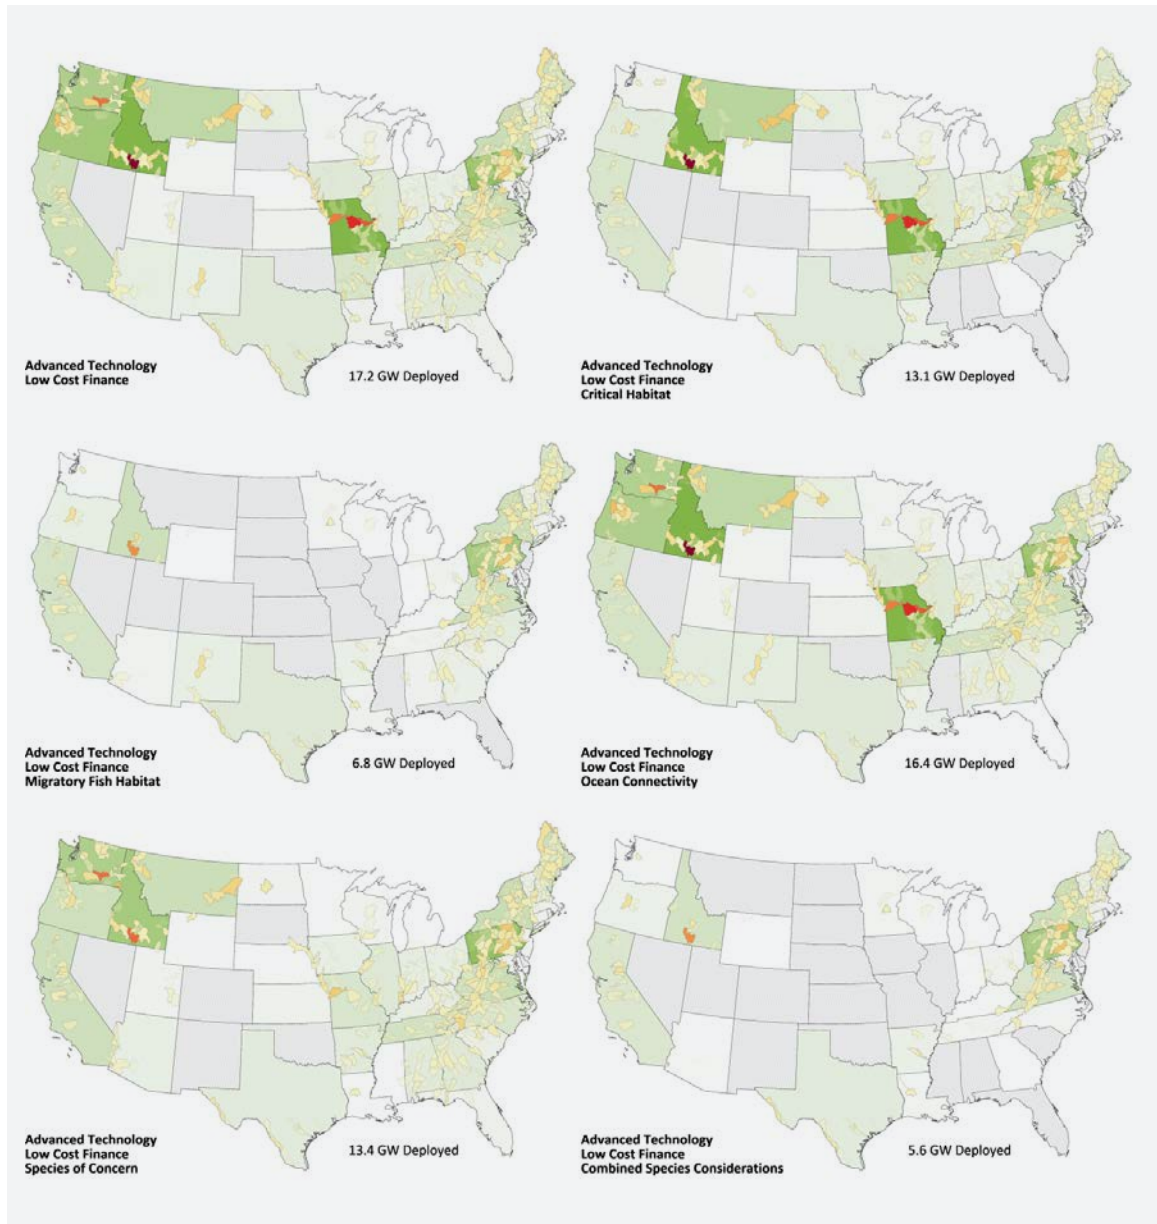 Advanced Technology
Low Cost Finance
17.2 GW Deployed
Advanced Technology
Low Cost Finance
Critical Habitat
13.1 GW Deployed
Advanced Technology
Low Cost Finance
Migratory Fish Habitat
6.8 GW Deployed
Advanced Technology
Low Cost Finance
Ocean Connectivity
16.4 GW Deployed
Advanced Technology
Low Cost Finance
Species of Concern
13.4 GW Deployed
Advanced Technology
Low Cost Finance
Combined Species Considerations
5.6 GW Deployed